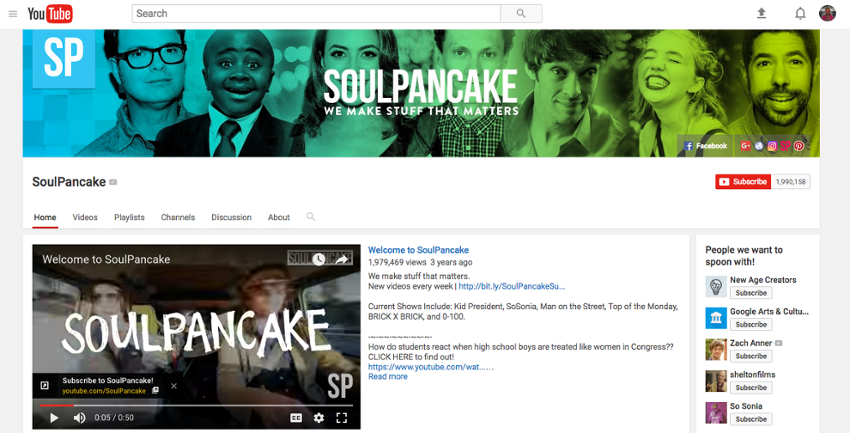 YouTube
Search
SP
SOULPANCAKE
WE MAKE STUFF THAT MATTERS
Facebook
SoulPancake
Subscribe 1,990,158
Home Videos Playlists Channels Discussion About
Welcome to SoulPancake
SOULPANCAKE
SOULPANCAKE
Subscribe to SoulPancake!
youtube.com/SoulPancake
SP
0:05 / 0:50
CC
Welcome to SoulPancake
1,979,469 views 3 years ago
We make stuff that matters.
New videos every week | http://bit.ly/SoulPancakeSu...
Current Shows Include: Kid President, SoSonia, Man on the Street, Top of the Monday,
BRICK X BRICK, and 0-100.
~~~~~~~~~~~~~~~
How do students react when high school boys are treated like women in Congress??
CLICK HERE to find out!
https://www.youtube.com/wat......
Read more
People we want to
spoon with!
New Age Creators
Subscribe
Google Arts & Cultu...
Subscribe
Zach Anner
Subscribe
sheltonfilms
Subscribe
So Sonia
Subscribe